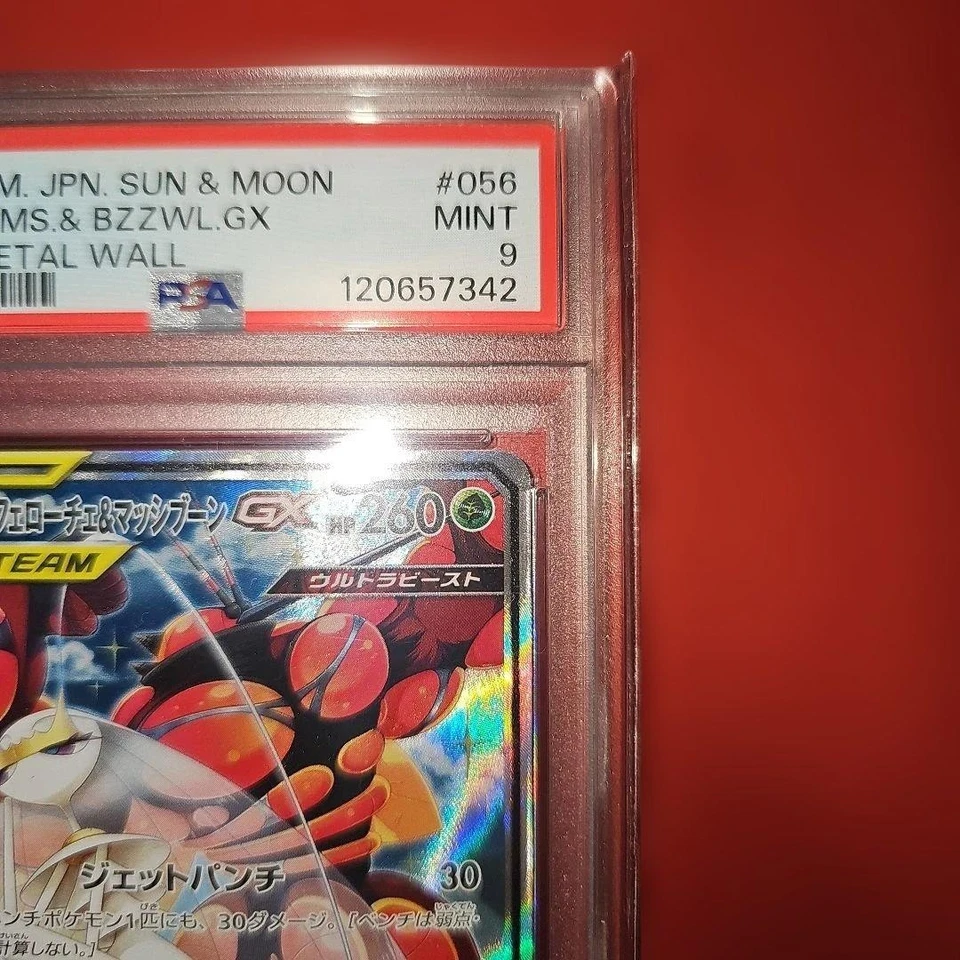 M. JPN. SUN & MOON #056
MS.& BZZWL.GX MINT
ETAL WALL 9
PSA 120657342
フェローチェ&マッシブーン GX HP 260
TEAM
ウルトラビースト
ジェットパンチ 30
ンチポケモン1匹にも、30ダメージ。[ベンチは弱点・
計算しない。]